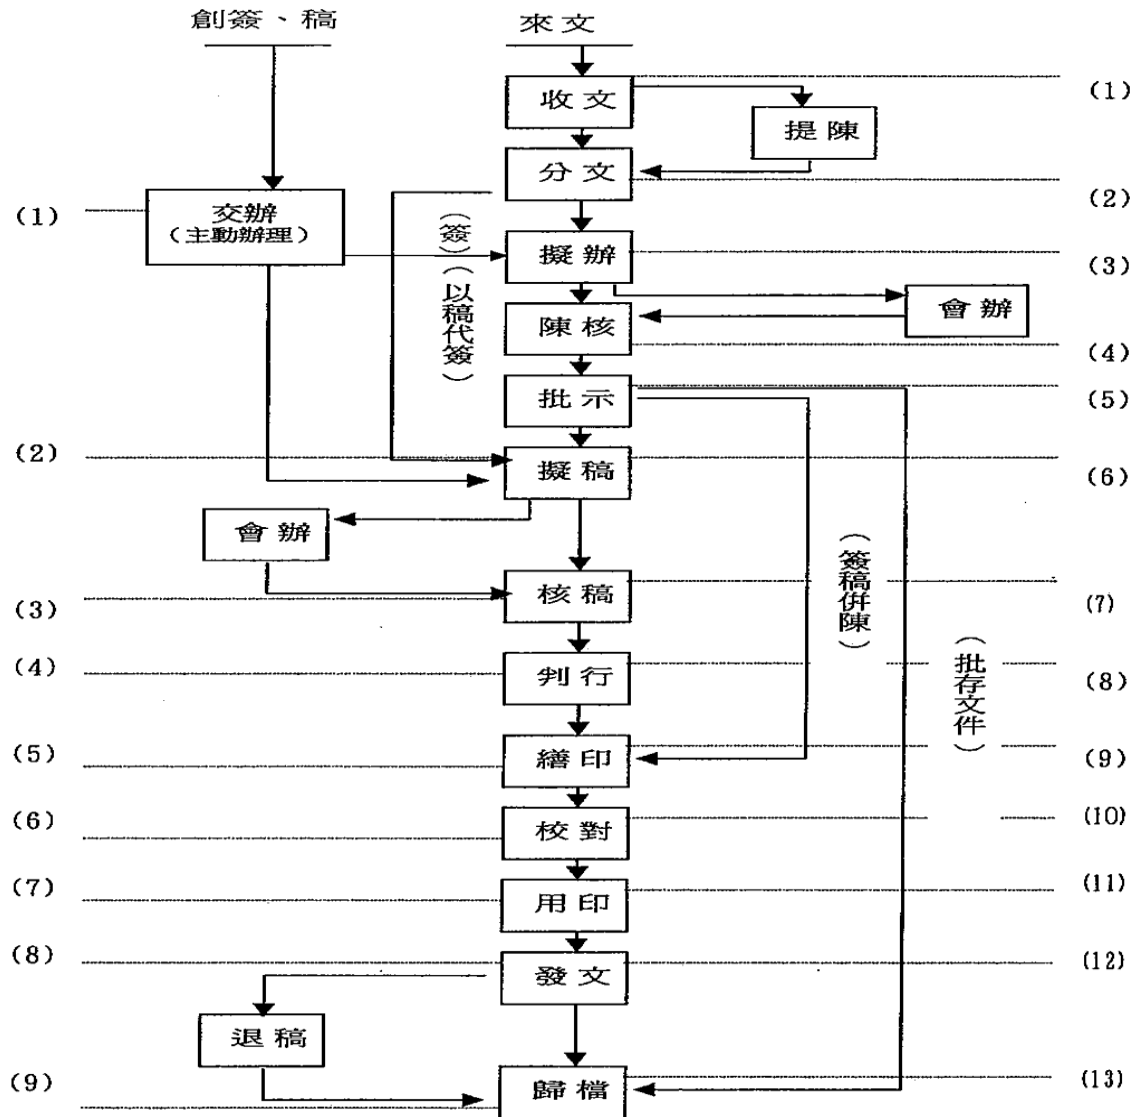 創簽、稿
來文
收文
(1)
提陳
分文
(2)
(1)
交辦
(主動辦理)
(簽)(以稿代簽)
擬辦
(3)
會辦
陳核
(4)
批示
(5)
(2)
擬稿
(6)
會辦
(簽稿併陳)
核稿
(7)
(3)
(批存文件)
(4)
判行
(8)
(5)
繕印
(9)
(6)
校對
(10)
(7)
用印
(11)
(8)
發文
(12)
退稿
(9)
歸檔
(13)